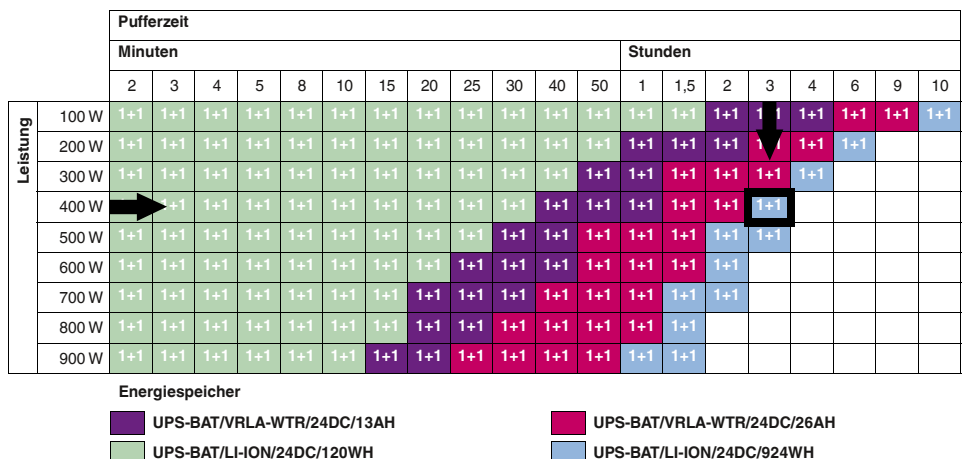 Pufferzeit
Minuten Stunden
2 3 4 5 8 10 15 20 25 30 40 50 1 1,5 2 3 4 6 9 10
Leistung
100 W 1+1 1+1 1+1 1+1 1+1 1+1 1+1 1+1 1+1 1+1 1+1 1+1 1+1 1+1 1+1 1+1 1+1 1+1 1+1 1+1
200 W 1+1 1+1 1+1 1+1 1+1 1+1 1+1 1+1 1+1 1+1 1+1 1+1 1+1 1+1 1+1 1+1 1+1 1+1
300 W 1+1 1+1 1+1 1+1 1+1 1+1 1+1 1+1 1+1 1+1 1+1 1+1 1+1 1+1 1+1 1+1 1+1
400 W 1+1 1+1 1+1 1+1 1+1 1+1 1+1 1+1 1+1 1+1 1+1 1+1 1+1 1+1 1+1
500 W 1+1 1+1 1+1 1+1 1+1 1+1 1+1 1+1 1+1 1+1 1+1 1+1 1+1 1+1 1+1 1+1
600 W 1+1 1+1 1+1 1+1 1+1 1+1 1+1 1+1 1+1 1+1 1+1 1+1 1+1 1+1 1+1
700 W 1+1 1+1 1+1 1+1 1+1 1+1 1+1 1+1 1+1 1+1 1+1 1+1 1+1 1+1 1+1
800 W 1+1 1+1 1+1 1+1 1+1 1+1 1+1 1+1 1+1 1+1 1+1 1+1 1+1 1+1
900 W 1+1 1+1 1+1 1+1 1+1 1+1 1+1 1+1 1+1 1+1 1+1 1+1 1+1 1+1
Energiespeicher
UPS-BAT/VRLA-WTR/24DC/13AH UPS-BAT/VRLA-WTR/24DC/26AH
UPS-BAT/LI-ION/24DC/120WH UPS-BAT/LI-ION/24DC/924WH